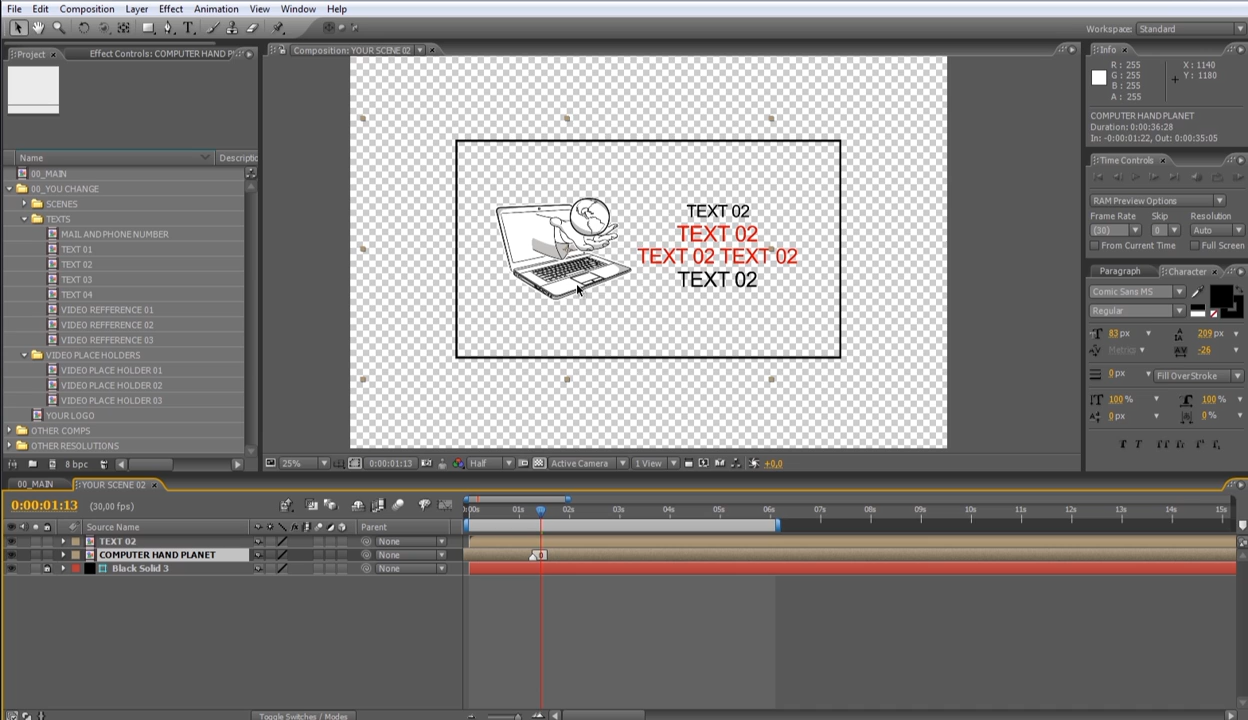 File Edit Composition Layer Effect Animation View Window Help
Workspace: Standard
Project Effect Controls: COMPUTER HAND P
Composition: YOUR SCENE 02
Info
R : 255
G : 255
B : 255
A : 255
X : 1140
Y : 1180
COMPUTER HAND PLANET
Duration: 0:00:36:28
In: -0:00:01:22, Out: 0:00:35:05
Name Descriptic
00_MAIN
00_YOU CHANGE
SCENES
TEXTS
MAIL AND PHONE NUMBER
TEXT 01
TEXT 02
TEXT 03
TEXT 04
VIDEO REFFERENCE 01
VIDEO REFFERENCE 02
VIDEO REFFERENCE 03
VIDEO PLACE HOLDERS
VIDEO PLACE HOLDER 01
VIDEO PLACE HOLDER 02
VIDEO PLACE HOLDER 03
YOUR LOGO
OTHER COMPS
OTHER RESOLUTIONS
8 bpc
TEXT 02
TEXT 02
TEXT 02 TEXT 02
TEXT 02
25% 0:00:01:13 Half Active Camera 1 View +0,0
Time Controls
RAM Preview Options
Frame Rate Skip Resolution
(30) 0 Auto
From Current Time Full Screen
Paragraph Character
Comic Sans MS
Regular
83 px 209 px
Metrics -26
0 px Fill Over Stroke
100 % 100 %
0 px 0 %
T T TT Tr T' T,
00_MAIN YOUR SCENE 02
0:00:01:13 (30,00 fps)
Source Name Parent
:00s 01s 02s 03s 04s 05s 06s 07s 08s 09s 10s 11s 12s 13s 14s 15s
TEXT 02 None
COMPUTER HAND PLANET None 0
Black Solid 3 None
Toggle Switches / Modes